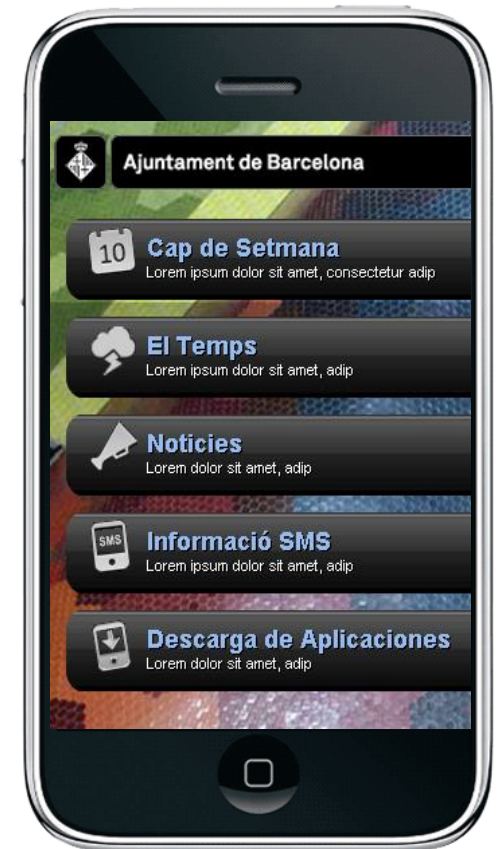 Ajuntament de Barcelona
10
Cap de Setmana
Lorem ipsum dolor sit amet, consectetur adip
El Temps
Lorem ipsum dolor sit amet, adip
Noticies
Lorem dolor sit amet, adip
SMS
Informació SMS
Lorem ipsum dolor sit amet, adip
Descarga de Aplicaciones
Lorem dolor sit amet, adip